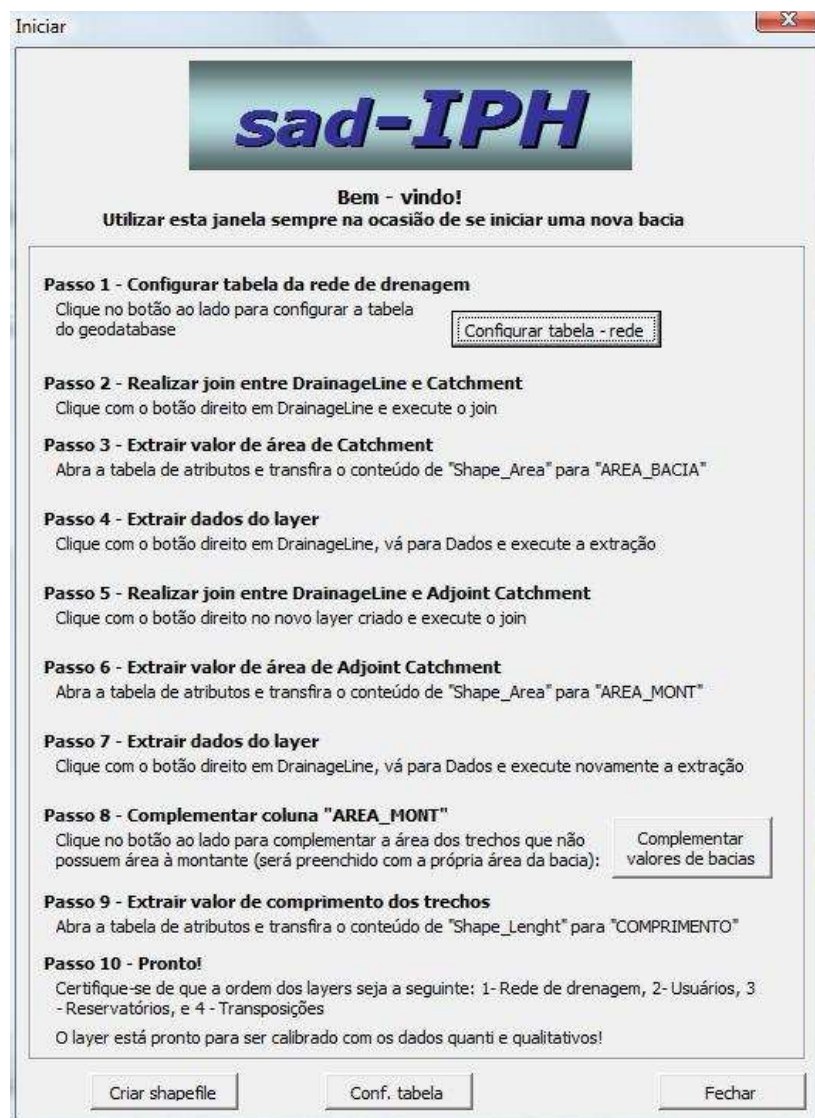 Iniciar
sad-IPH
Bem - vindo!
Utilizar esta janela sempre na ocasião de se iniciar uma nova bacia
Passo 1 - Configurar tabela da rede de drenagem
Clique no botão ao lado para configurar a tabela
do geodatabase
Configurar tabela - rede
Passo 2 - Realizar join entre DrainageLine e Catchment
Clique com o botão direito em DrainageLine e execute o join
Passo 3 - Extrair valor de área de Catchment
Abra a tabela de atributos e transfira o conteúdo de "Shape_Area" para "AREA_BACIA"
Passo 4 - Extrair dados do layer
Clique com o botão direito em DrainageLine, vá para Dados e execute a extração
Passo 5 - Realizar join entre DrainageLine e Adjoint Catchment
Clique com o botão direito no novo layer criado e execute o join
Passo 6 - Extrair valor de área de Adjoint Catchment
Abra a tabela de atributos e transfira o conteúdo de "Shape_Area" para "AREA_MONT"
Passo 7 - Extrair dados do layer
Clique com o botão direito em DrainageLine, vá para Dados e execute novamente a extração
Passo 8 - Complementar coluna "AREA_MONT"
Clique no botão ao lado para complementar a área dos trechos que não
possuem área à montante (será preenchido com a própria área da bacia):
Complementar
valores de bacias
Passo 9 - Extrair valor de comprimento dos trechos
Abra a tabela de atributos e transfira o conteúdo de "Shape_Lenght" para "COMPRIMENTO"
Passo 10 - Pronto!
Certifique-se de que a ordem dos layers seja a seguinte: 1- Rede de drenagem, 2- Usuários, 3
- Reservatórios, e 4 - Transposições
O layer está pronto para ser calibrado com os dados quanti e qualitativos!
Criar shapefile
Conf. tabela
Fechar